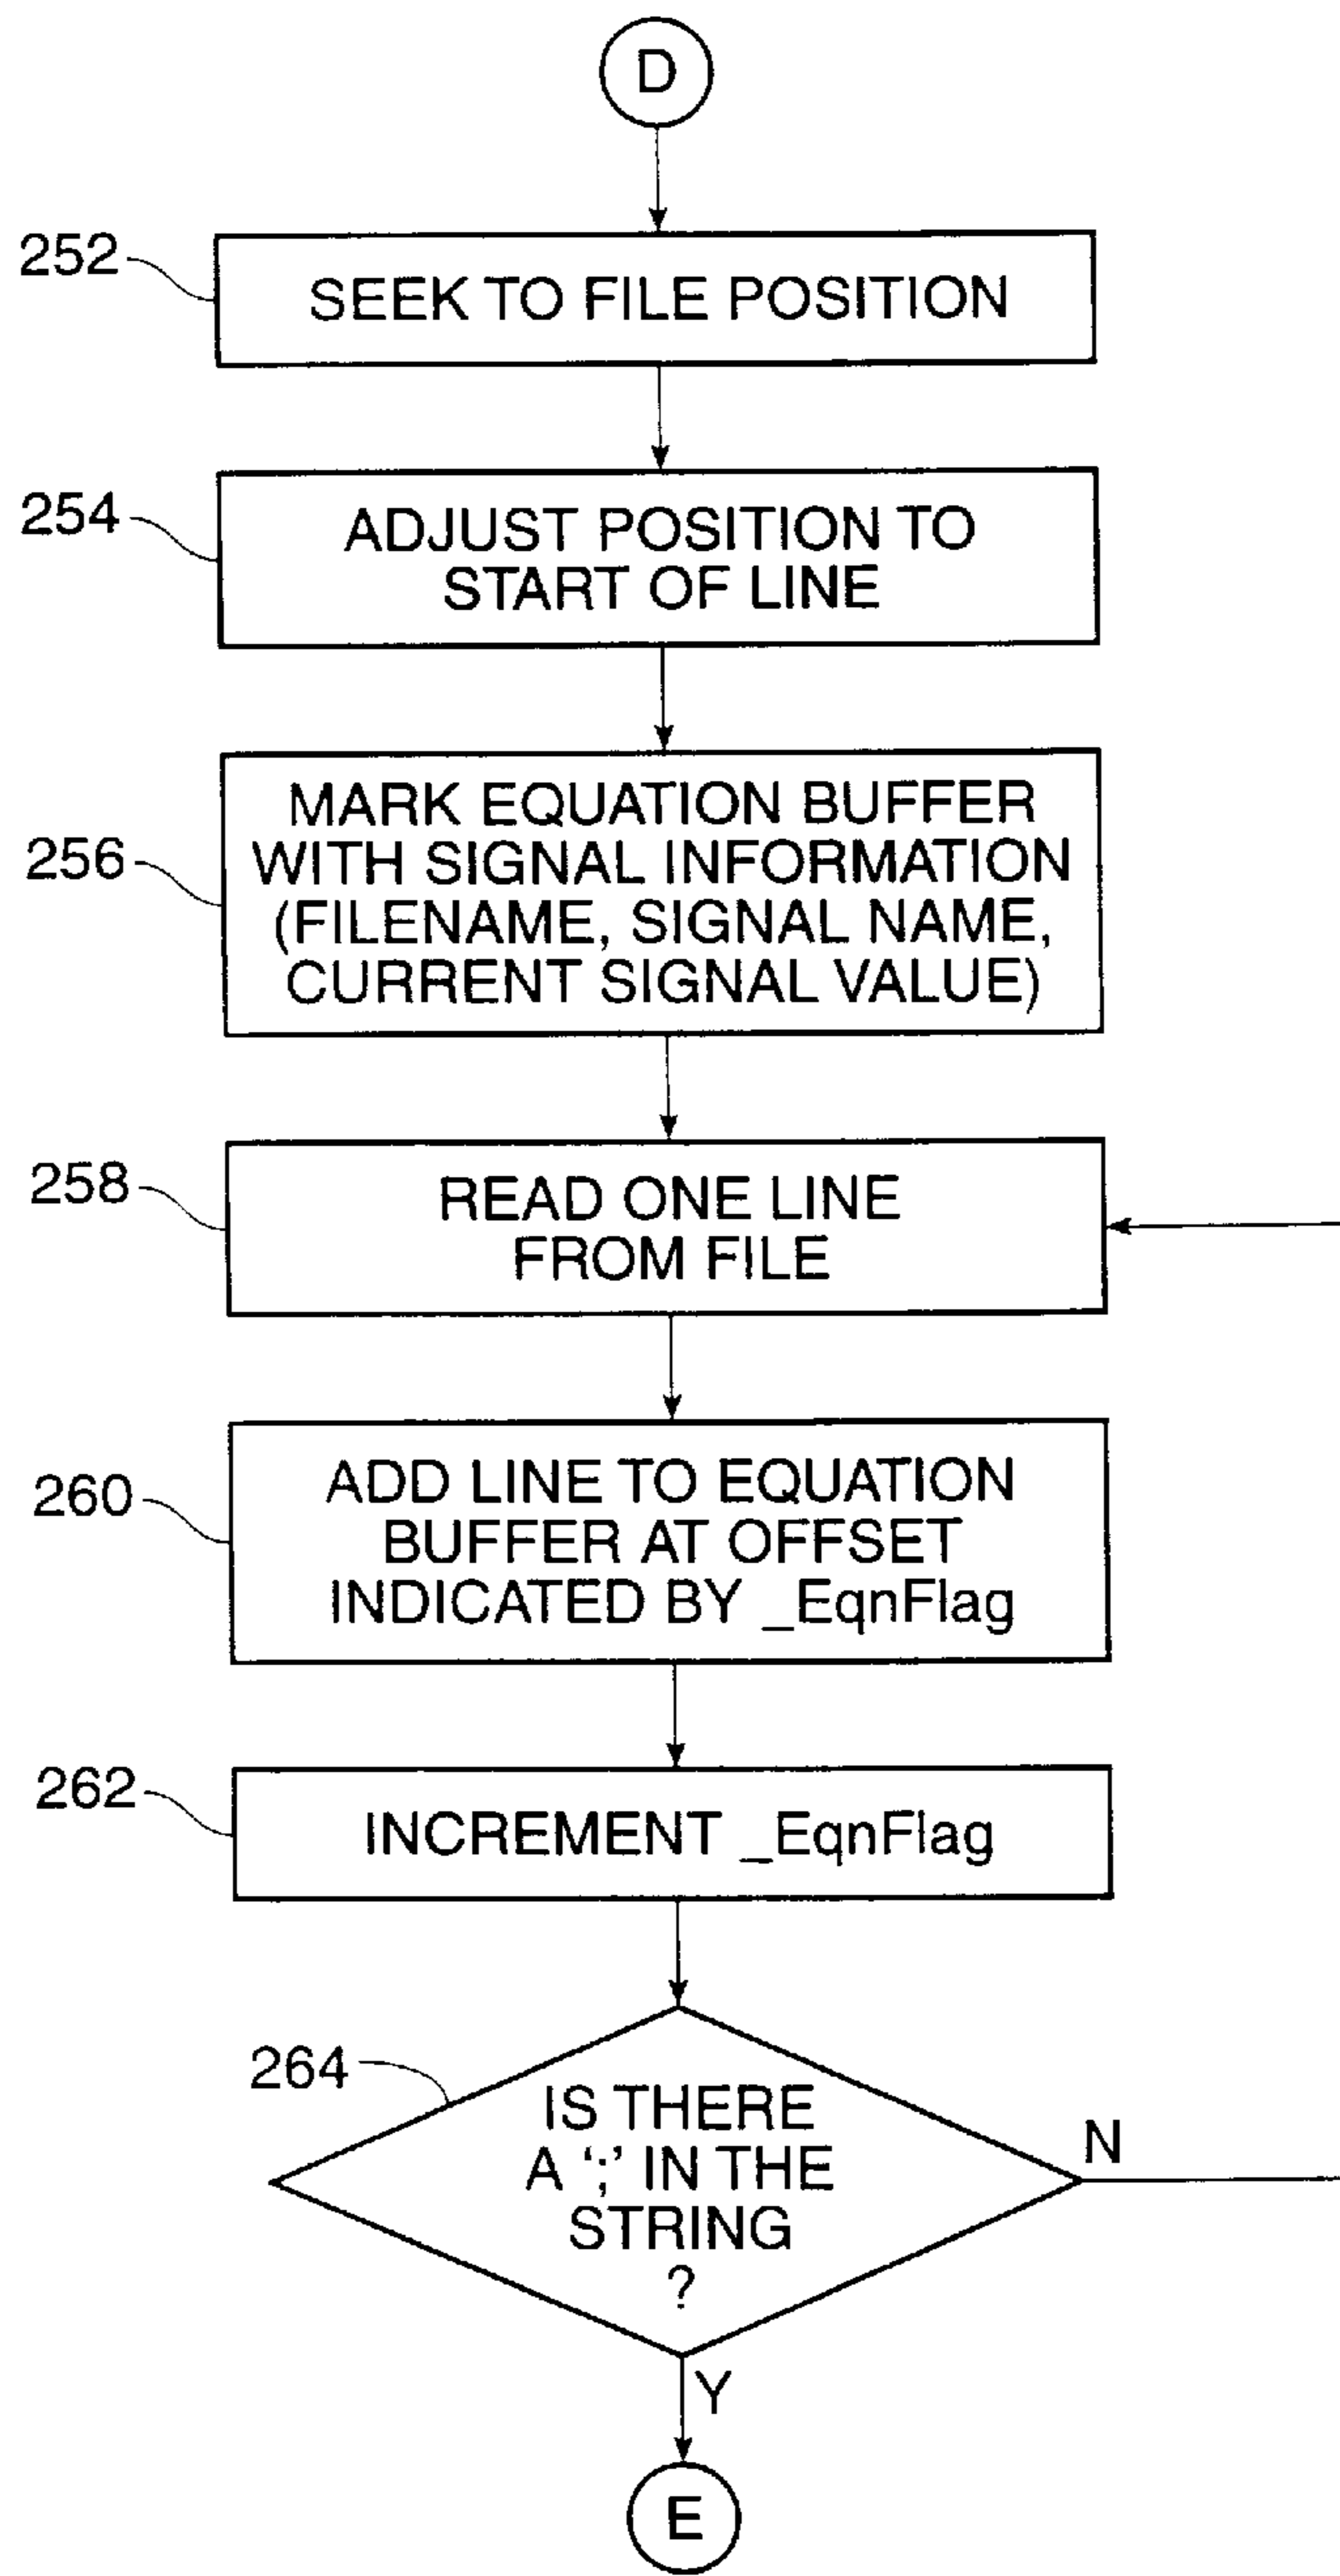 D
252
SEEK TO FILE POSITION
254
ADJUST POSITION TO
START OF LINE
256
MARK EQUATION BUFFER
WITH SIGNAL INFORMATION
(FILENAME, SIGNAL NAME,
CURRENT SIGNAL VALUE)
258
READ ONE LINE
FROM FILE
260
ADD LINE TO EQUATION
BUFFER AT OFFSET
INDICATED BY _EqnFlag
262
INCREMENT _EqnFlag
264
IS THERE
A ‘;’ IN THE
STRING
?
N
Y
E